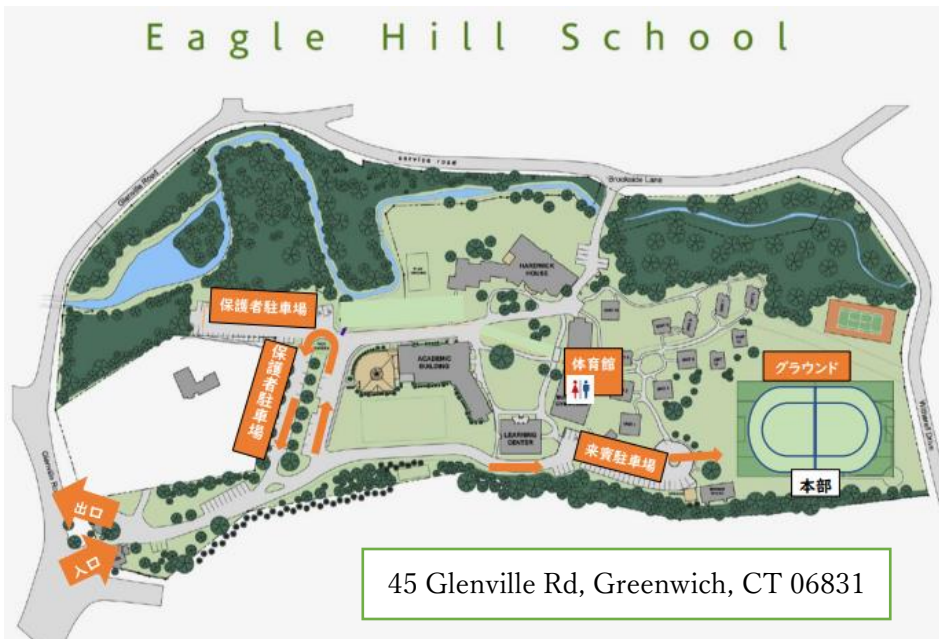 Eagle Hill School
service road
Brookside Lane
Glenville Road
HARDWICK
HOUSE
保護者駐車場
保護者駐車場
ACADEMIC
BUILDING
体育館
グラウンド
LEARNING
CENTER
来賓駐車場
本部
出口
入口
45 Glenville Rd, Greenwich, CT 06831